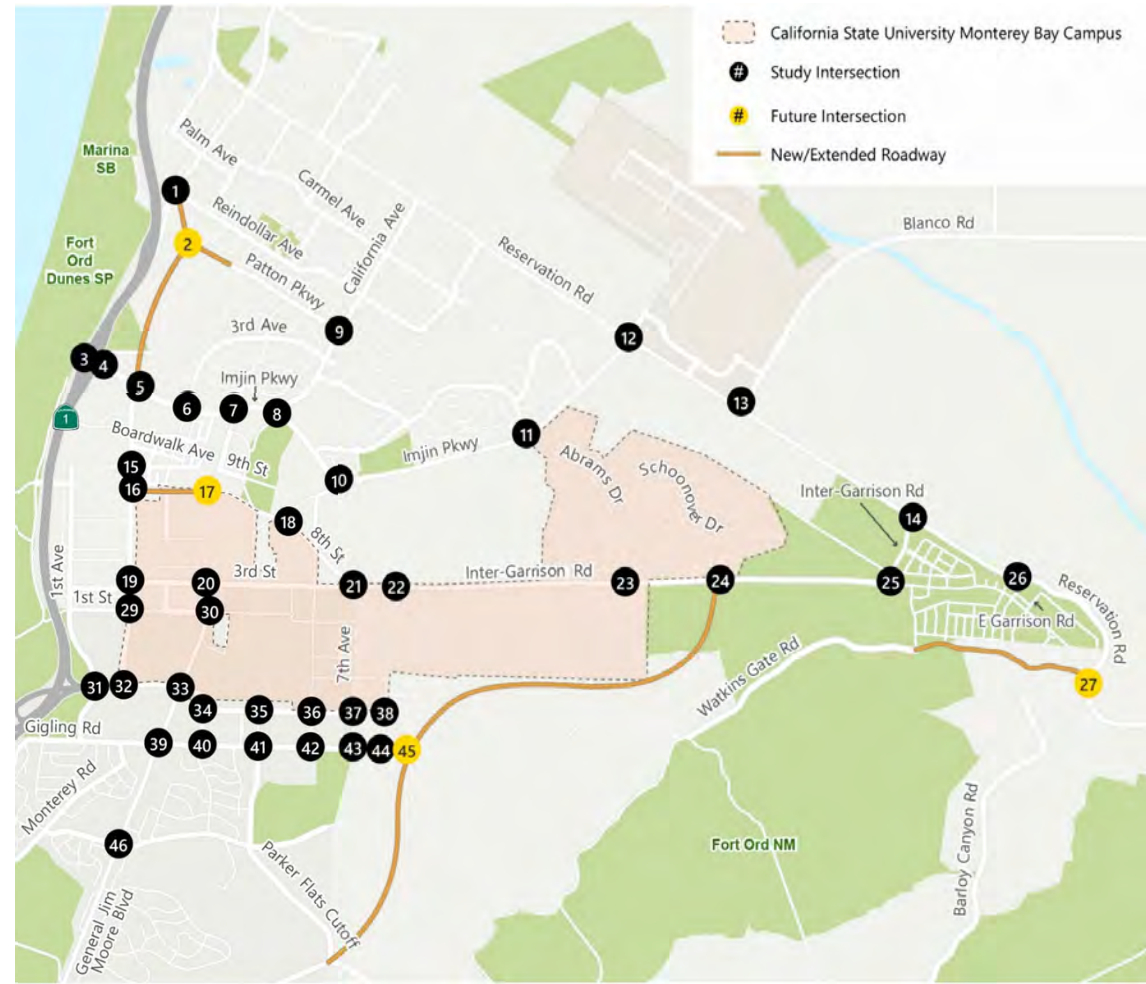 California State University Monterey Bay Campus
#
Study Intersection
#
Future Intersection
New/Extended Roadway
Palm Ave
Marina
SB
Carmel Ave
1
Reindollar Ave
California Ave
Blanco Rd
2
Fort
Ord
Dunes SP
Patton Pkwy
Reservation Rd
3rd Ave
9
12
3
4
Imjin Pkwy
5
6
7
8
13
1
Boardwalk Ave
11
Imjin Pkwy
Abrams Dr
Schoonover Dr
15
9th St
10
16
17
Inter-Garrison Rd
14
18
8th St
1st Ave
19
3rd St
20
21
22
Inter-Garrison Rd
23
24
25
26
Reservation Rd
1st St
29
30
E Garrison Rd
7th Ave
Watkins Gate Rd
31
32
33
27
34
35
36
37
38
Gigling Rd
39
40
41
42
43
44
45
Monterey Rd
46
Fort Ord NM
Parker Flats Cutoff
Barloy Canyon Rd
General Jim
Moore Blvd